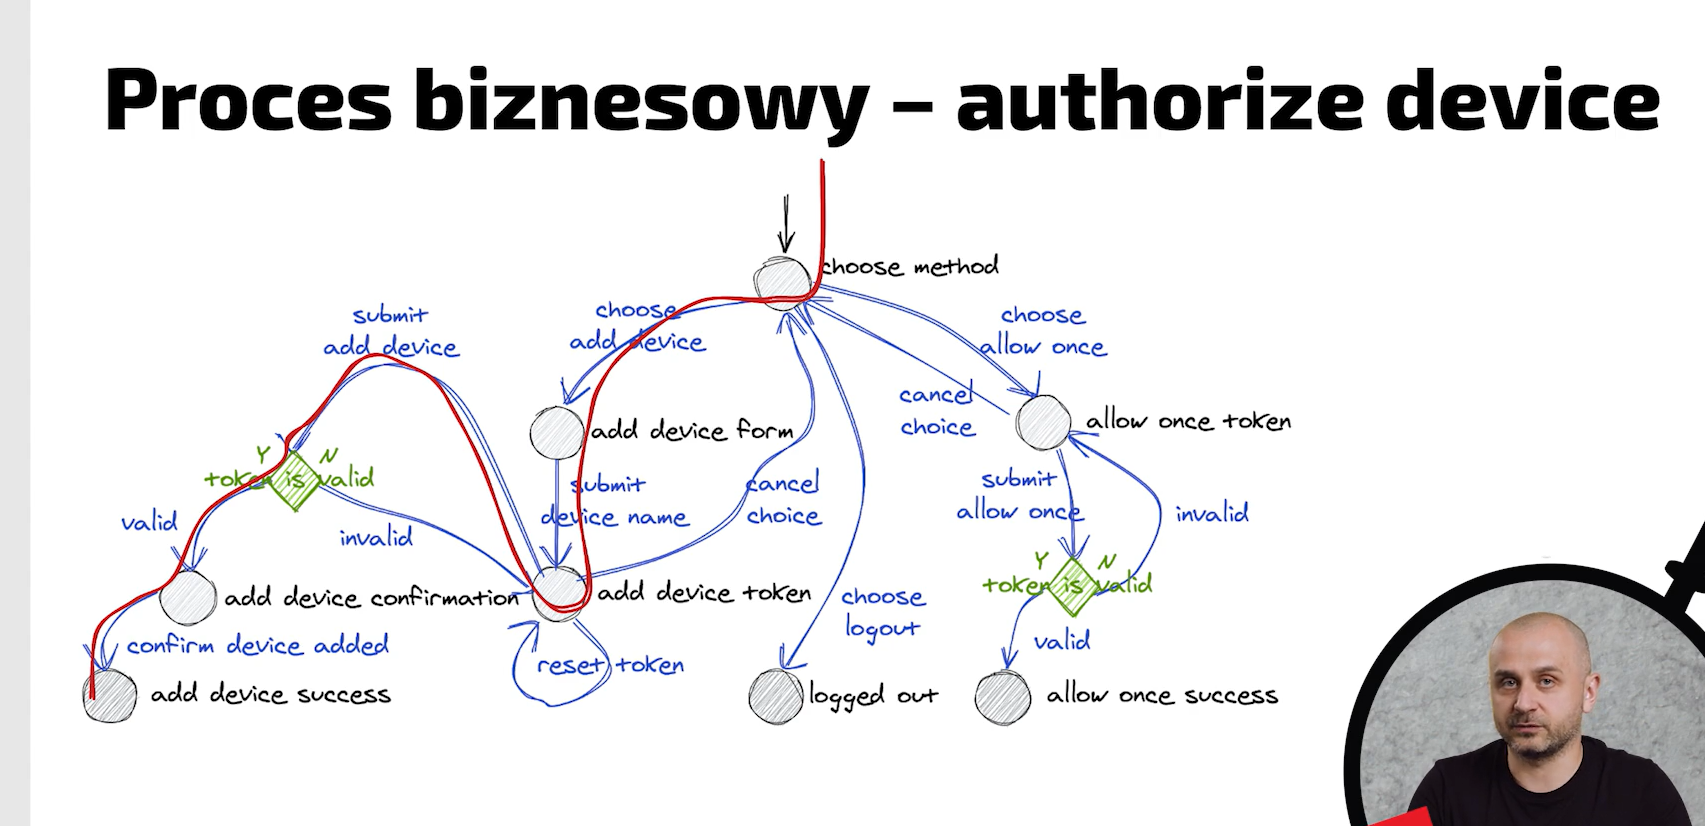 Proces biznesowy – authorize device
choose method
submit
add device
choose
add device
choose
allow once
cancel
choice
add device form
allow once token
Y N
token is valid
submit
device name
cancel
choice
submit
allow once
invalid
valid
invalid
Y N
token is valid
add device confirmation
add device token
choose
logout
valid
confirm device added
reset token
add device success
logged out
allow once success